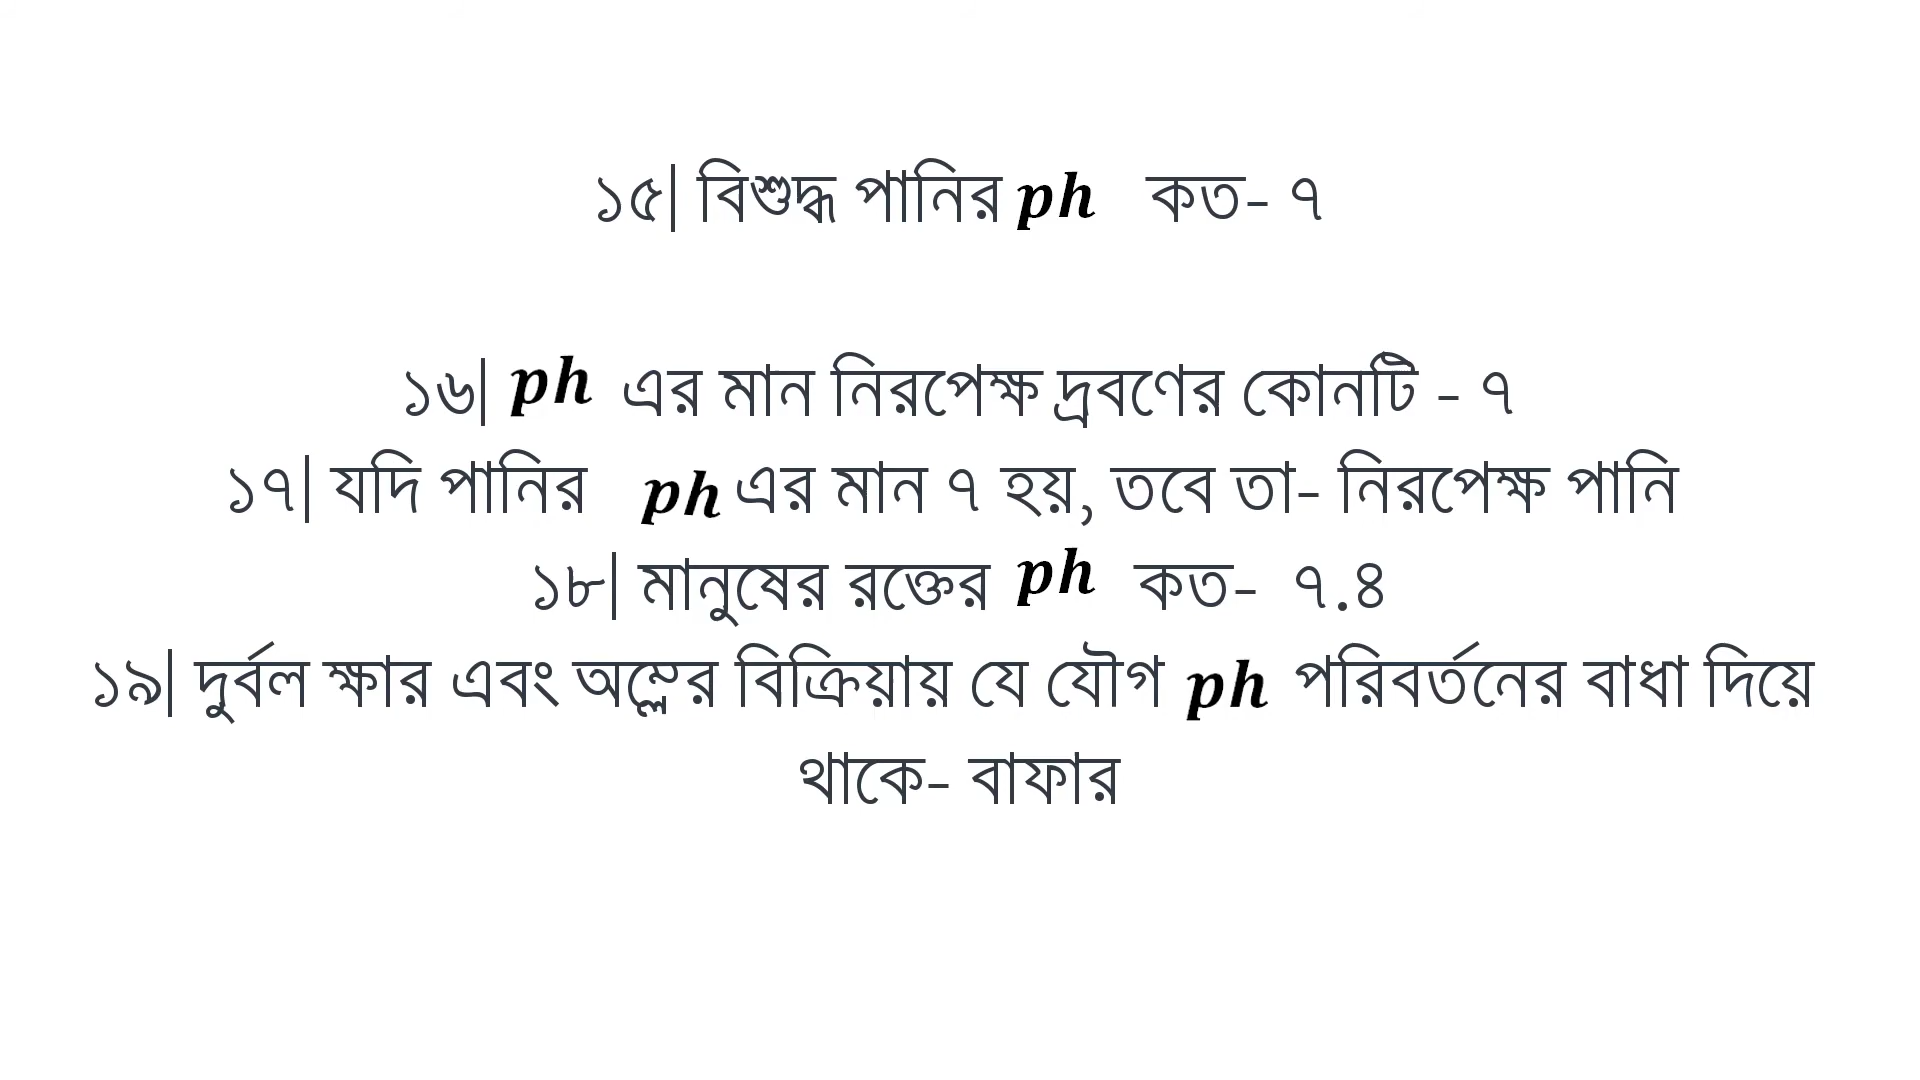 ১৫| বিশুদ্ধ পানির ph কত- ৭
১৬| ph এর মান নিরপেক্ষ দ্রবণের কোনটি - ৭
১৭| যদি পানির ph এর মান ৭ হয়, তবে তা- নিরপেক্ষ পানি
১৮| মানুষের রক্তের ph কত- ৭.৪
১৯| দুর্বল ক্ষার এবং অম্লের বিক্রিয়ায় যে যৌগ ph পরিবর্তনের বাধা দিয়ে
থাকে- বাফার